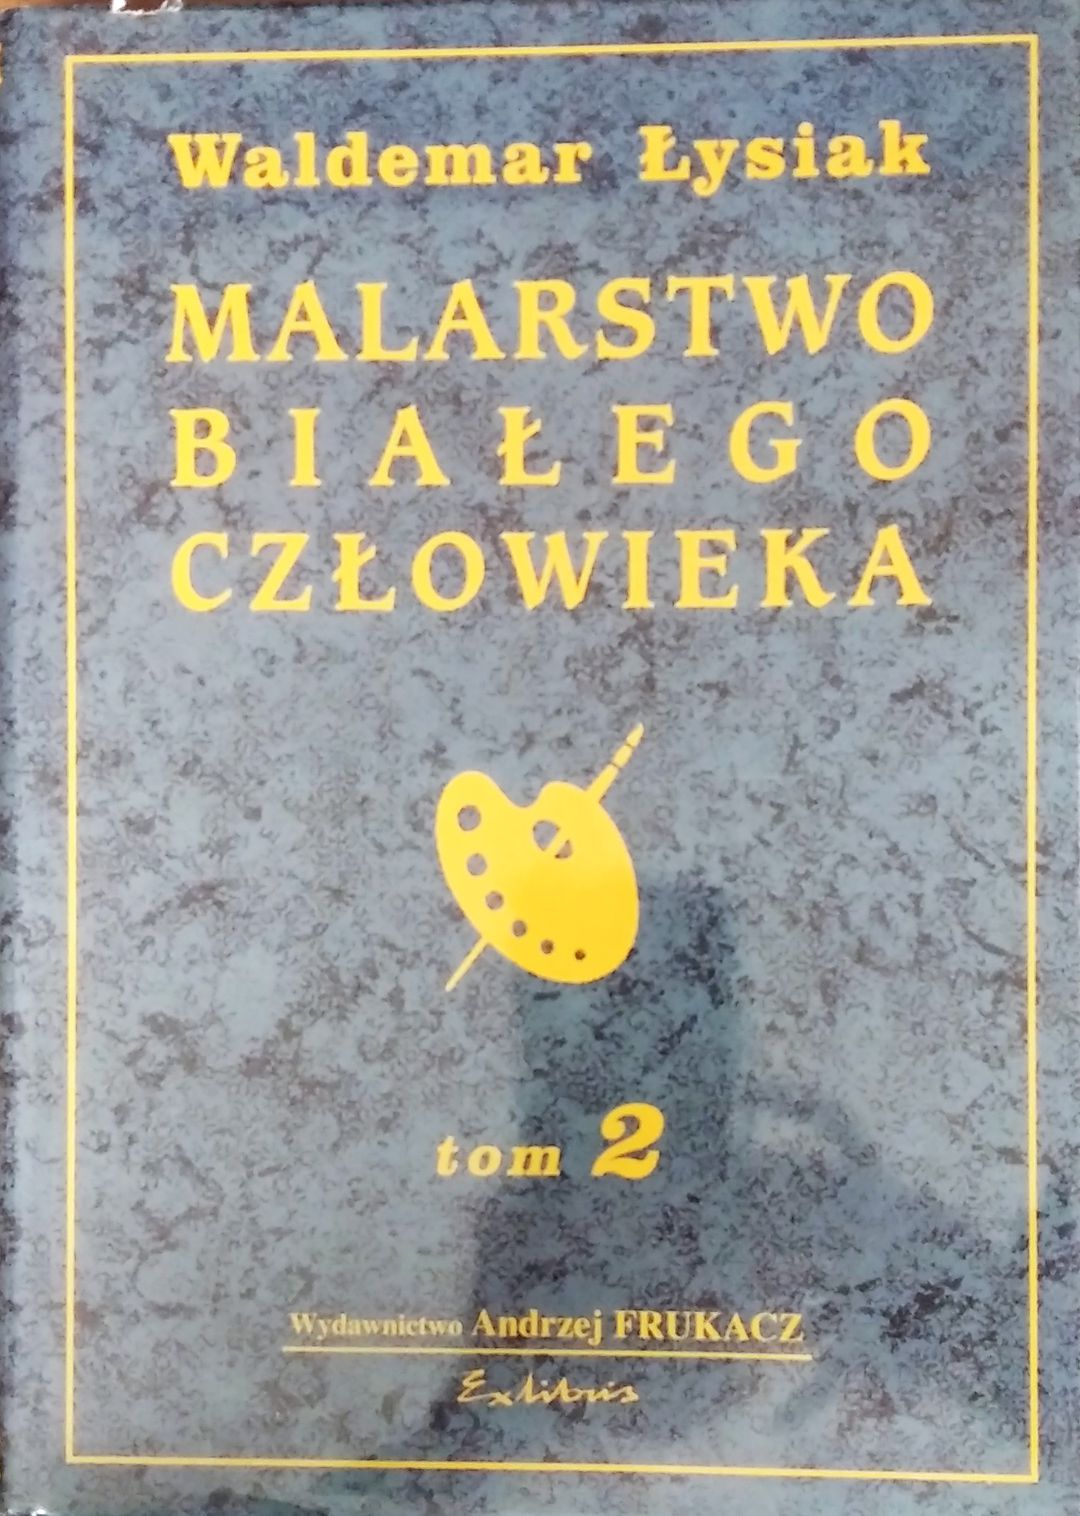 Waldemar Łysiak
MALARSTWO
BIAŁEGO
CZŁOWIEKA
tom 2
Wydawnictwo Andrzej FRUKACZ
Exlibris